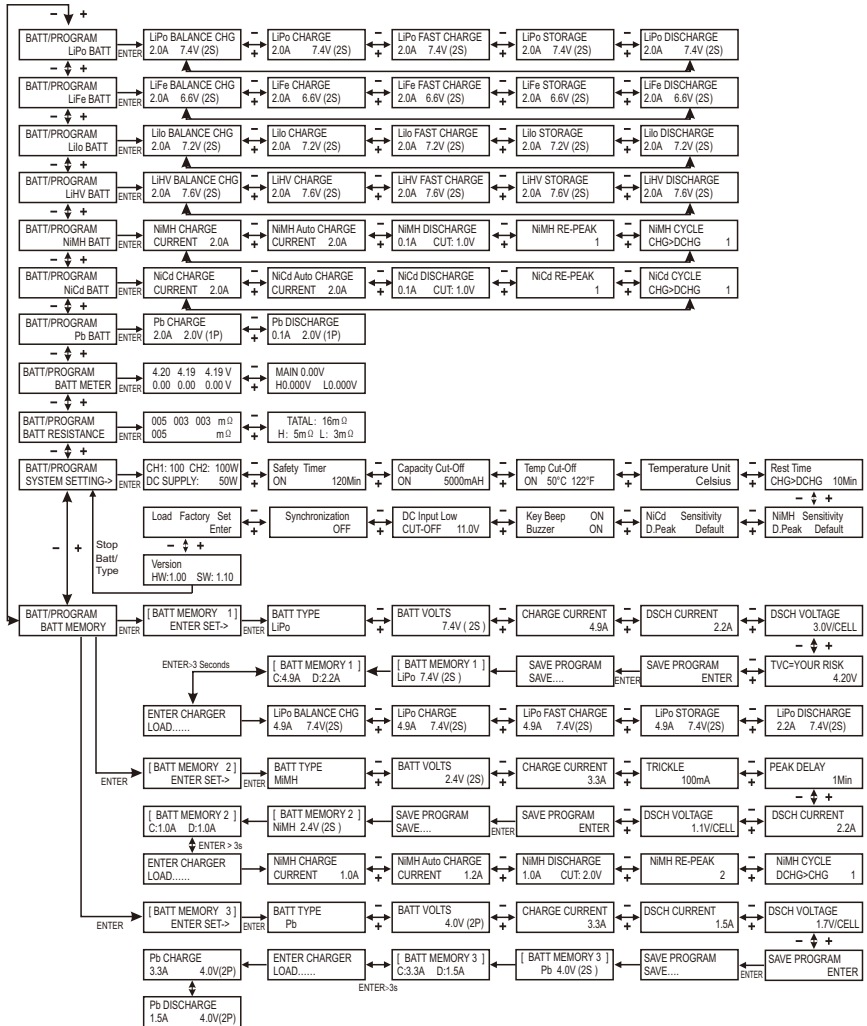 - +
BATT/PROGRAM
LiPo BATT
ENTER
LiPo BALANCE CHG
2.0A 7.4V (2S)
- +
LiPo CHARGE
2.0A 7.4V (2S)
- +
LiPo FAST CHARGE
2.0A 7.4V (2S)
- +
LiPo STORAGE
2.0A 7.4V (2S)
- +
LiPo DISCHARGE
2.0A 7.4V (2S)
- +
BATT/PROGRAM
LiFe BATT
ENTER
LiFe BALANCE CHG
2.0A 6.6V (2S)
- +
LiFe CHARGE
2.0A 6.6V (2S)
- +
LiFe FAST CHARGE
2.0A 6.6V (2S)
- +
LiFe STORAGE
2.0A 6.6V (2S)
- +
LiFe DISCHARGE
2.0A 6.6V (2S)
- +
BATT/PROGRAM
LiIo BATT
ENTER
LiIo BALANCE CHG
2.0A 7.2V (2S)
- +
LiIo CHARGE
2.0A 7.2V (2S)
- +
LiIo FAST CHARGE
2.0A 7.2V (2S)
- +
LiIo STORAGE
2.0A 7.2V (2S)
- +
LiIo DISCHARGE
2.0A 7.2V (2S)
- +
BATT/PROGRAM
LiHV BATT
ENTER
LiHV BALANCE CHG
2.0A 7.6V (2S)
- +
LiHV CHARGE
2.0A 7.6V (2S)
- +
LiHV FAST CHARGE
2.0A 7.6V (2S)
- +
LiHV STORAGE
2.0A 7.6V (2S)
- +
LiHV DISCHARGE
2.0A 7.6V (2S)
- +
BATT/PROGRAM
NiMH BATT
ENTER
NiMH CHARGE
CURRENT 2.0A
- +
NiMH Auto CHARGE
CURRENT 2.0A
- +
NiMH DISCHARGE
0.1A CUT: 1.0V
- +
NiMH RE-PEAK
1
- +
NiMH CYCLE
CHG>DCHG 1
- +
BATT/PROGRAM
NiCd BATT
ENTER
NiCd CHARGE
CURRENT 2.0A
- +
NiCd Auto CHARGE
CURRENT 2.0A
- +
NiCd DISCHARGE
0.1A CUT: 1.0V
- +
NiCd RE-PEAK
1
- +
NiCd CYCLE
CHG>DCHG 1
- +
BATT/PROGRAM
Pb BATT
ENTER
Pb CHARGE
2.0A 2.0V (1P)
- +
Pb DISCHARGE
0.1A 2.0V (1P)
- +
BATT/PROGRAM
BATT METER
ENTER
4.20 4.19 4.19 V
0.00 0.00 0.00 V
- +
MAIN 0.00V
H0.000V L0.000V
- +
BATT/PROGRAM
BATT RESISTANCE
ENTER
005 003 003 mΩ
005 mΩ
- +
TATAL: 16mΩ
H: 5mΩ L: 3mΩ
- +
BATT/PROGRAM
SYSTEM SETTING->
ENTER
CH1: 100 CH2: 100W
DC SUPPLY: 50W
- +
Safety Timer
ON 120Min
- +
Capacity Cut-Off
ON 5000mAH
- +
Temp Cut-Off
ON 50°C 122°F
- +
Temperature Unit
Celsius
- +
Rest Time
CHG>DCHG 10Min
- +
Load Factory Set
Enter
- +
Synchronization
OFF
- +
DC Input Low
CUT-OFF 11.0V
- +
Key Beep ON
Buzzer ON
- +
NiCd Sensitivity
D.Peak Default
- +
NiMH Sensitivity
D.Peak Default
- +
Stop
Batt/
Type
- +
Version
HW:1.00 SW: 1.10
BATT/PROGRAM
BATT MEMORY
ENTER
[ BATT MEMORY 1]
ENTER SET->
ENTER
BATT TYPE
LiPo
- +
BATT VOLTS
7.4V ( 2S )
- +
CHARGE CURRENT
4.9A
- +
DSCH CURRENT
2.2A
- +
DSCH VOLTAGE
3.0V/CELL
- +
ENTER>3 Seconds
[ BATT MEMORY 1 ]
C:4.9A D:2.2A
[ BATT MEMORY 1 ]
LiPo 7.4V (2S )
SAVE PROGRAM
SAVE....
ENTER
SAVE PROGRAM
ENTER
- +
TVC=YOUR RISK
4.20V
ENTER CHARGER
LOAD......
LiPo BALANCE CHG
4.9A 7.4V(2S)
- +
LiPo CHARGE
4.9A 7.4V(2S)
- +
LiPo FAST CHARGE
4.9A 7.4V(2S)
- +
LiPo STORAGE
4.9A 7.4V(2S)
- +
LiPo DISCHARGE
2.2A 7.4V(2S)
ENTER
[ BATT MEMORY 2 ]
ENTER SET->
ENTER
BATT TYPE
MiMH
- +
BATT VOLTS
2.4V (2S)
- +
CHARGE CURRENT
3.3A
- +
TRICKLE
100mA
- +
PEAK DELAY
1Min
- +
[ BATT MEMORY 2 ]
C:1.0A D:1.0A
[ BATT MEMORY 2 ]
NiMH 2.4V (2S )
SAVE PROGRAM
SAVE....
ENTER
SAVE PROGRAM
ENTER
- +
DSCH VOLTAGE
1.1V/CELL
- +
DSCH CURRENT
2.2A
ENTER > 3s
ENTER CHARGER
LOAD......
NiMH CHARGE
CURRENT 1.0A
- +
NiMH Auto CHARGE
CURRENT 1.2A
- +
NiMH DISCHARGE
1.0A CUT: 2.0V
- +
NiMH RE-PEAK
2
- +
NiMH CYCLE
DCHG>CHG 1
ENTER
[ BATT MEMORY 3 ]
ENTER SET->
ENTER
BATT TYPE
Pb
- +
BATT VOLTS
4.0V (2P)
- +
CHARGE CURRENT
3.3A
- +
DSCH CURRENT
1.5A
- +
DSCH VOLTAGE
1.7V/CELL
- +
Pb CHARGE
3.3A 4.0V(2P)
ENTER CHARGER
LOAD......
ENTER>3s
[ BATT MEMORY 3 ]
C:3.3A D:1.5A
[ BATT MEMORY 3 ]
Pb 4.0V (2S )
SAVE PROGRAM
SAVE....
ENTER
SAVE PROGRAM
ENTER
Pb DISCHARGE
1.5A 4.0V(2P)